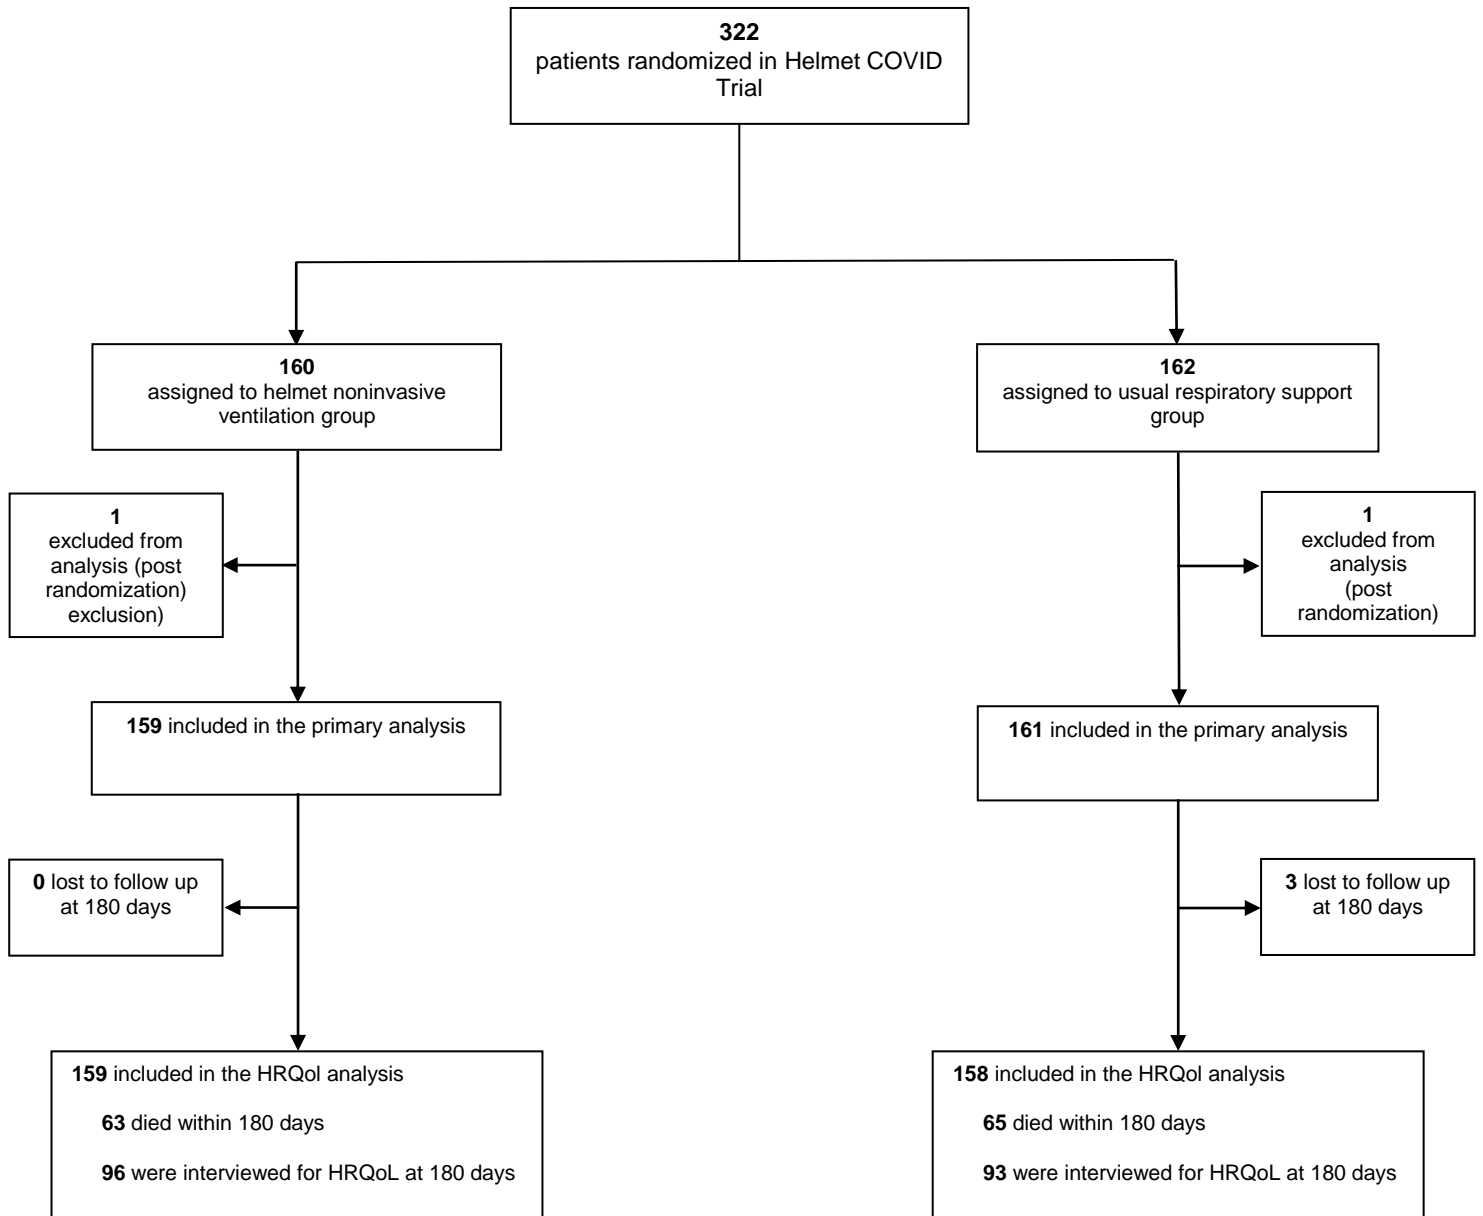 322
patients randomized in Helmet COVID
Trial
160
assigned to helmet noninvasive
ventilation group
162
assigned to usual respiratory support
group
1
excluded from
analysis (post
randomization)
exclusion)
1
excluded from
analysis
(post
randomization)
159 included in the primary analysis
161 included in the primary analysis
0 lost to follow up
at 180 days
3 lost to follow up
at 180 days
159 included in the HRQol analysis
63 died within 180 days
96 were interviewed for HRQoL at 180 days
158 included in the HRQol analysis
65 died within 180 days
93 were interviewed for HRQoL at 180 days